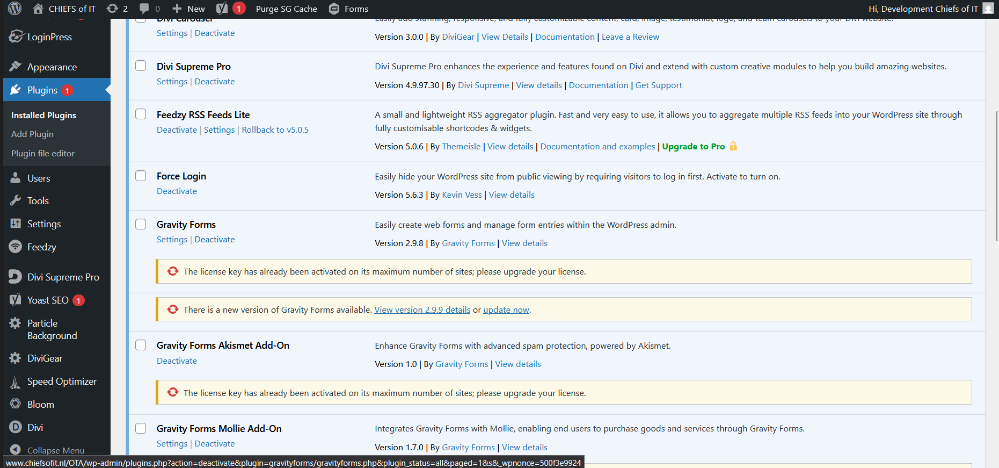 CHIEFS of IT 2 0 New 1 Purge SG Cache Forms Hi, Development Chiefs of IT
LoginPress
Appearance
Plugins 1
Installed Plugins
Add Plugin
Plugin file editor
Users
Tools
Settings
Feedzy
Divi Supreme Pro
Yoast SEO 1
Particle
Background
DiviGear
Speed Optimizer
Bloom
Divi
Collapse Menu
Divi Carousel
Easily add stunning, responsive, and fully customizable content, card, image, testimonial, logo, and team carousels to your Divi website.
Settings | Deactivate
Version 3.0.0 | By DiviGear | View Details | Documentation | Leave a Review
Divi Supreme Pro
Divi Supreme Pro enhances the experience and features found on Divi and extend with custom creative modules to help you build amazing websites.
Settings | Deactivate
Version 4.9.97.30 | By Divi Supreme | View details | Documentation | Get Support
Feedzy RSS Feeds Lite
A small and lightweight RSS aggregator plugin. Fast and very easy to use, it allows you to aggregate multiple RSS feeds into your WordPress site through
fully customisable shortcodes & widgets.
Deactivate | Settings | Rollback to v5.0.5
Version 5.0.6 | By Themeisle | View details | Documentation and examples | Upgrade to Pro
Force Login
Easily hide your WordPress site from public viewing by requiring visitors to log in first. Activate to turn on.
Deactivate
Version 5.6.3 | By Kevin Vess | View details
Gravity Forms
Easily create web forms and manage form entries within the WordPress admin.
Settings | Deactivate
Version 2.9.8 | By Gravity Forms | View details
The license key has already been activated on its maximum number of sites; please upgrade your license.
There is a new version of Gravity Forms available. View version 2.9.9 details or update now.
Gravity Forms Akismet Add-On
Enhance Gravity Forms with advanced spam protection, powered by Akismet.
Deactivate
Version 1.0 | By Gravity Forms | View details
The license key has already been activated on its maximum number of sites; please upgrade your license.
Gravity Forms Mollie Add-On
Integrates Gravity Forms with Mollie, enabling end users to purchase goods and services through Gravity Forms.
Settings | Deactivate
Version 1.7.0 | By Gravity Forms | View details
www.chiefsofit.nl/OTA/wp-admin/plugins.php?action=deactivate&plugin=gravityforms/gravityforms.php&plugin_status=all&paged=1&s&_wpnonce=500f3e9924